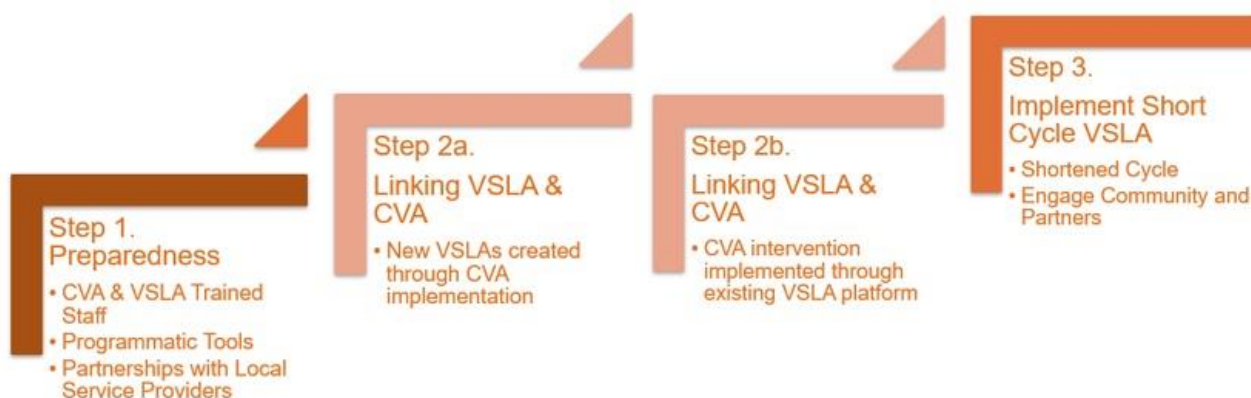 Step 1.
Preparedness
• CVA & VSLA Trained
Staff
• Programmatic Tools
• Partnerships with Local
Service Providers
Step 2a.
Linking VSLA &
CVA
• New VSLAs created
through CVA
implementation
Step 2b.
Linking VSLA &
CVA
• CVA intervention
implemented through
existing VSLA platform
Step 3.
Implement Short
Cycle VSLA
• Shortened Cycle
• Engage Community and
Partners